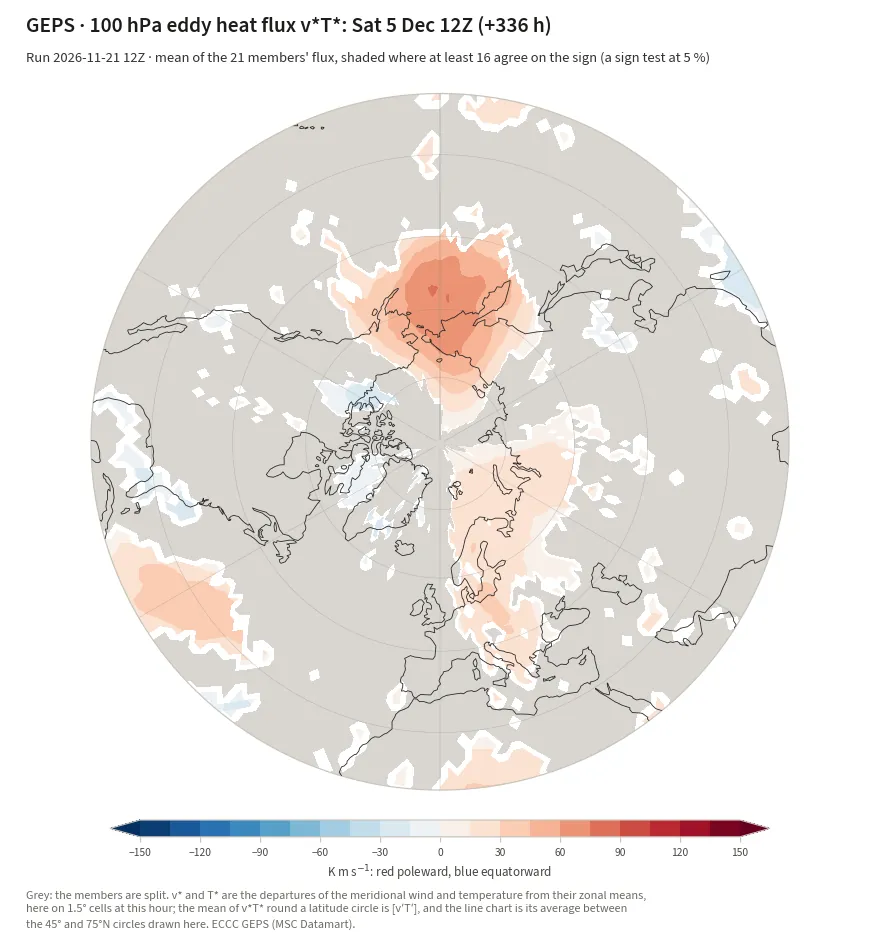 GEPS · 100 hPa eddy heat flux v*T*: Sat 5 Dec 12Z (+336 h)
Run 2026-11-21 12Z · mean of the 21 members' flux, shaded where at least 16 agree on the sign (a sign test at 5 %)
−150 −120 −90 −60 −30 0 30 60 90 120 150
K m s⁻¹: red poleward, blue equatorward
Grey: the members are split. v* and T* are the departures of the meridional wind and temperature from their zonal means,
here on 1.5° cells at this hour; the mean of v*T* round a latitude circle is [v'T'], and the line chart is its average between
the 45° and 75°N circles drawn here. ECCC GEPS (MSC Datamart).